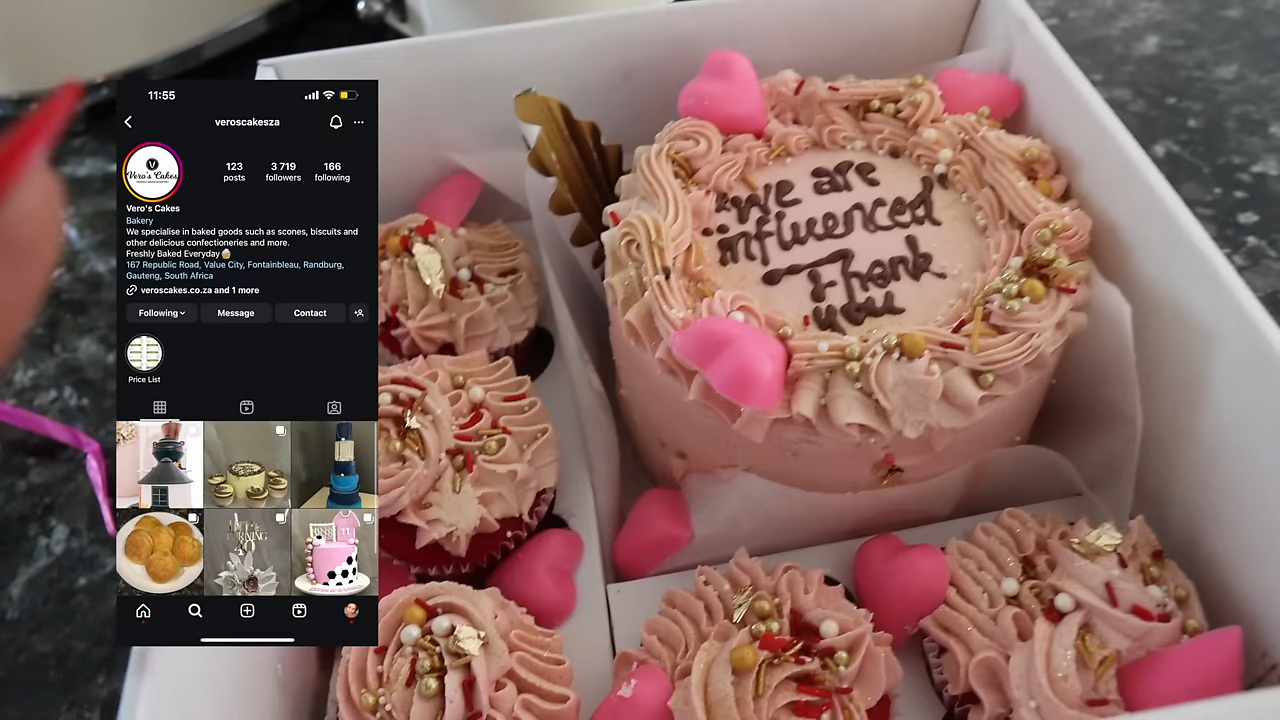 11:55
veroscakesza
V
Vero's Cakes
123 posts
3 719 followers
166 following
Vero's Cakes
Bakery
We specialise in baked goods such as scones, biscuits and
other delicious confectioneries and more.
Freshly Baked Everyday🧁
167 Republic Road, Value City, Fontainbleau, Randburg,
Gauteng, South Africa
veroscakes.co.za and 1 more
Following
Message
Contact
Price List
11
"We are
influenced"
Thank
you